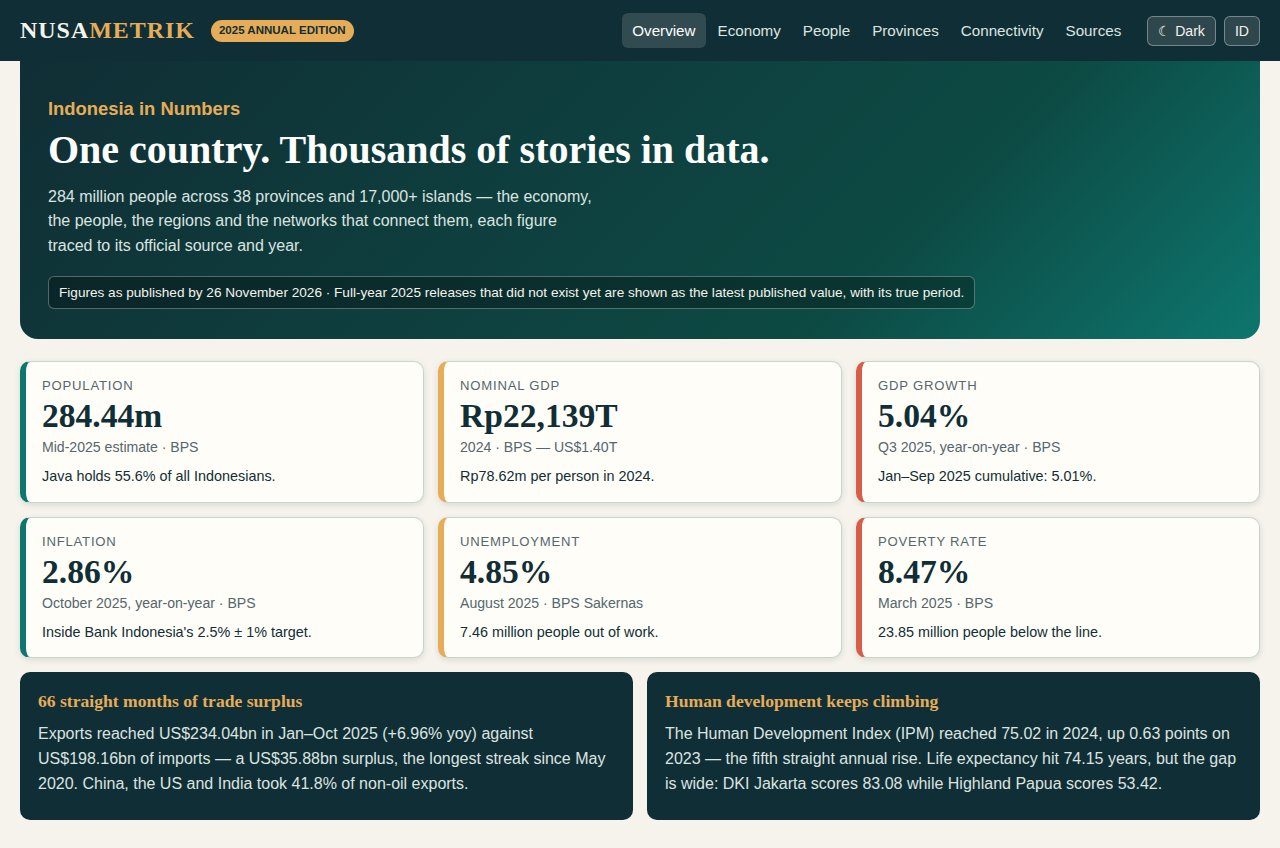 NUSAMETRIK 2025 ANNUAL EDITION Overview Economy People Provinces Connectivity Sources ☾ Dark ID
Indonesia in Numbers
One country. Thousands of stories in data.
284 million people across 38 provinces and 17,000+ islands — the economy,
the people, the regions and the networks that connect them, each figure
traced to its official source and year.
Figures as published by 26 November 2026 · Full-year 2025 releases that did not exist yet are shown as the latest published value, with its true period.
POPULATION
284.44m
Mid-2025 estimate · BPS
Java holds 55.6% of all Indonesians.
NOMINAL GDP
Rp22,139T
2024 · BPS — US$1.40T
Rp78.62m per person in 2024.
GDP GROWTH
5.04%
Q3 2025, year-on-year · BPS
Jan–Sep 2025 cumulative: 5.01%.
INFLATION
2.86%
October 2025, year-on-year · BPS
Inside Bank Indonesia's 2.5% ± 1% target.
UNEMPLOYMENT
4.85%
August 2025 · BPS Sakernas
7.46 million people out of work.
POVERTY RATE
8.47%
March 2025 · BPS
23.85 million people below the line.
66 straight months of trade surplus
Exports reached US$234.04bn in Jan–Oct 2025 (+6.96% yoy) against
US$198.16bn of imports — a US$35.88bn surplus, the longest streak since May
2020. China, the US and India took 41.8% of non-oil exports.
Human development keeps climbing
The Human Development Index (IPM) reached 75.02 in 2024, up 0.63 points on
2023 — the fifth straight annual rise. Life expectancy hit 74.15 years, but the gap
is wide: DKI Jakarta scores 83.08 while Highland Papua scores 53.42.